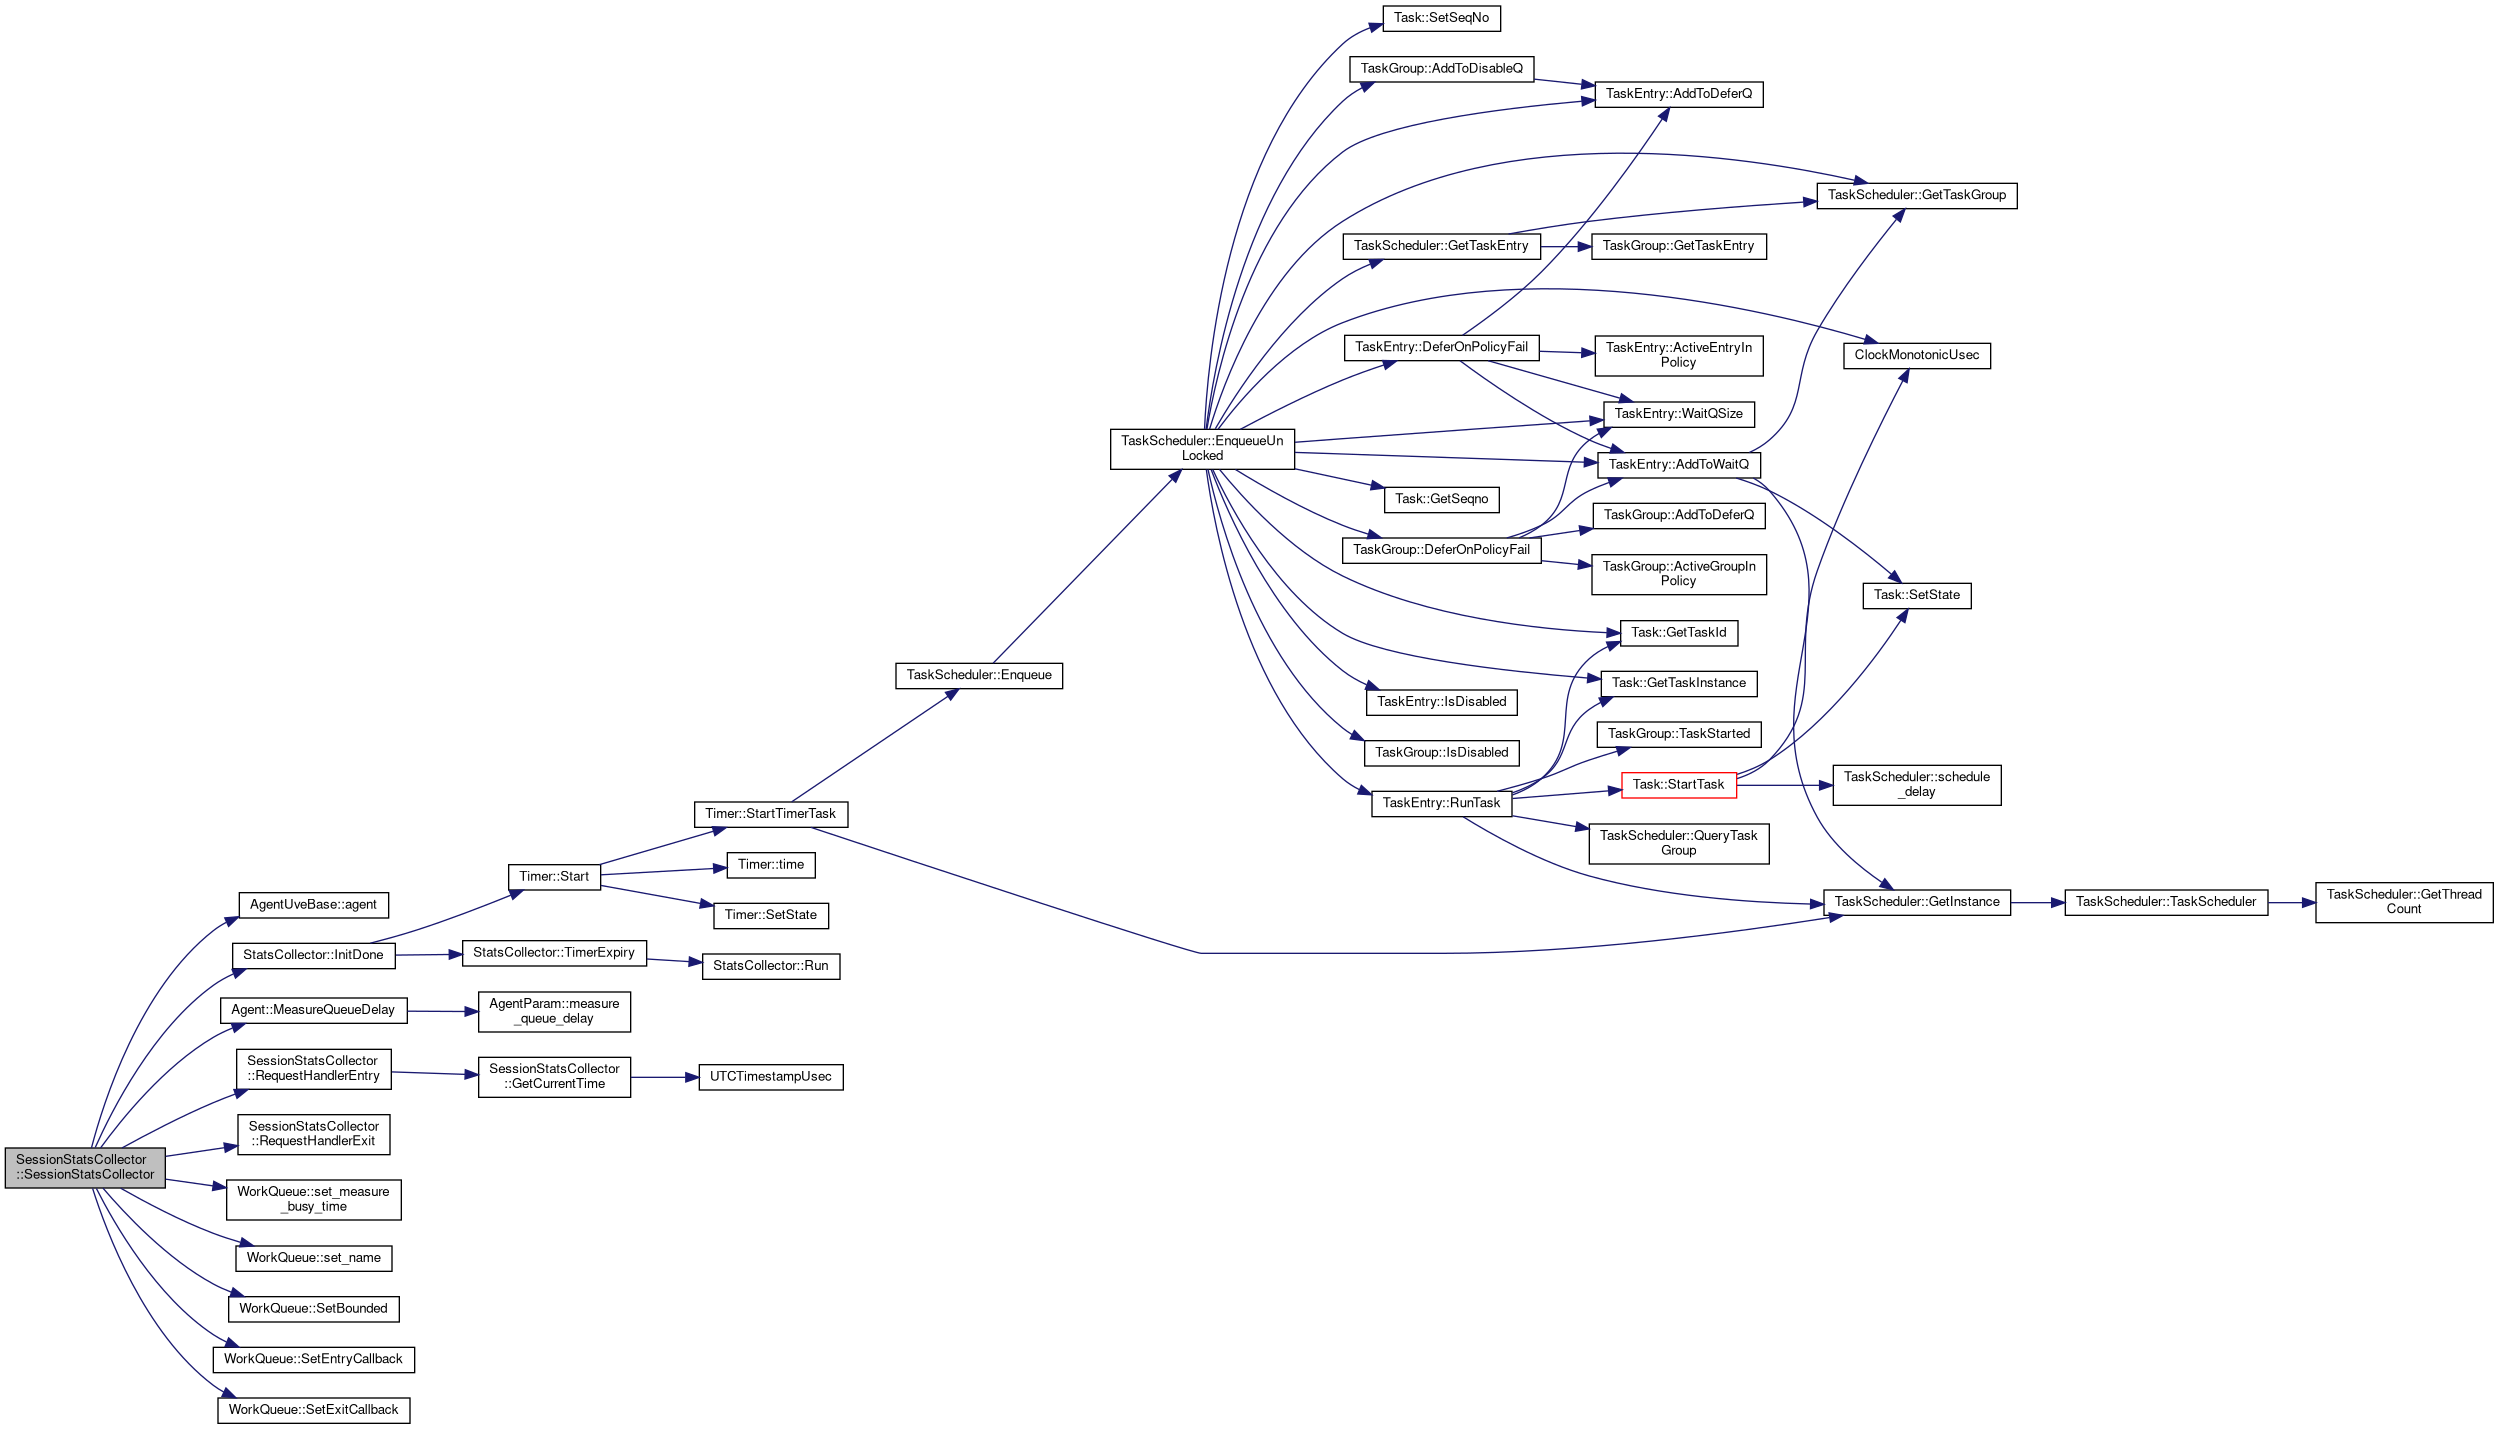 Task::SetSeqNo
TaskGroup::AddToDisableQ
TaskEntry::AddToDeferQ
TaskScheduler::GetTaskGroup
TaskScheduler::GetTaskEntry
TaskGroup::GetTaskEntry
TaskEntry::DeferOnPolicyFail
TaskEntry::ActiveEntryIn
Policy
ClockMonotonicUsec
TaskEntry::WaitQSize
TaskScheduler::EnqueueUn
Locked
TaskEntry::AddToWaitQ
Task::GetSeqno
TaskGroup::AddToDeferQ
TaskGroup::DeferOnPolicyFail
TaskGroup::ActiveGroupIn
Policy
Task::SetState
Task::GetTaskId
TaskScheduler::Enqueue
Task::GetTaskInstance
TaskEntry::IsDisabled
TaskGroup::TaskStarted
TaskGroup::IsDisabled
Task::StartTask
TaskScheduler::schedule
_delay
TaskEntry::RunTask
Timer::StartTimerTask
TaskScheduler::QueryTask
Group
Timer::time
Timer::Start
AgentUveBase::agent
Timer::SetState
TaskScheduler::GetInstance
TaskScheduler::TaskScheduler
TaskScheduler::GetThread
Count
StatsCollector::InitDone
StatsCollector::TimerExpiry
StatsCollector::Run
Agent::MeasureQueueDelay
AgentParam::measure
_queue_delay
SessionStatsCollector
::RequestHandlerEntry
SessionStatsCollector
::GetCurrentTime
UTCTimestampUsec
SessionStatsCollector
::RequestHandlerExit
SessionStatsCollector
::SessionStatsCollector
WorkQueue::set_measure
_busy_time
WorkQueue::set_name
WorkQueue::SetBounded
WorkQueue::SetEntryCallback
WorkQueue::SetExitCallback